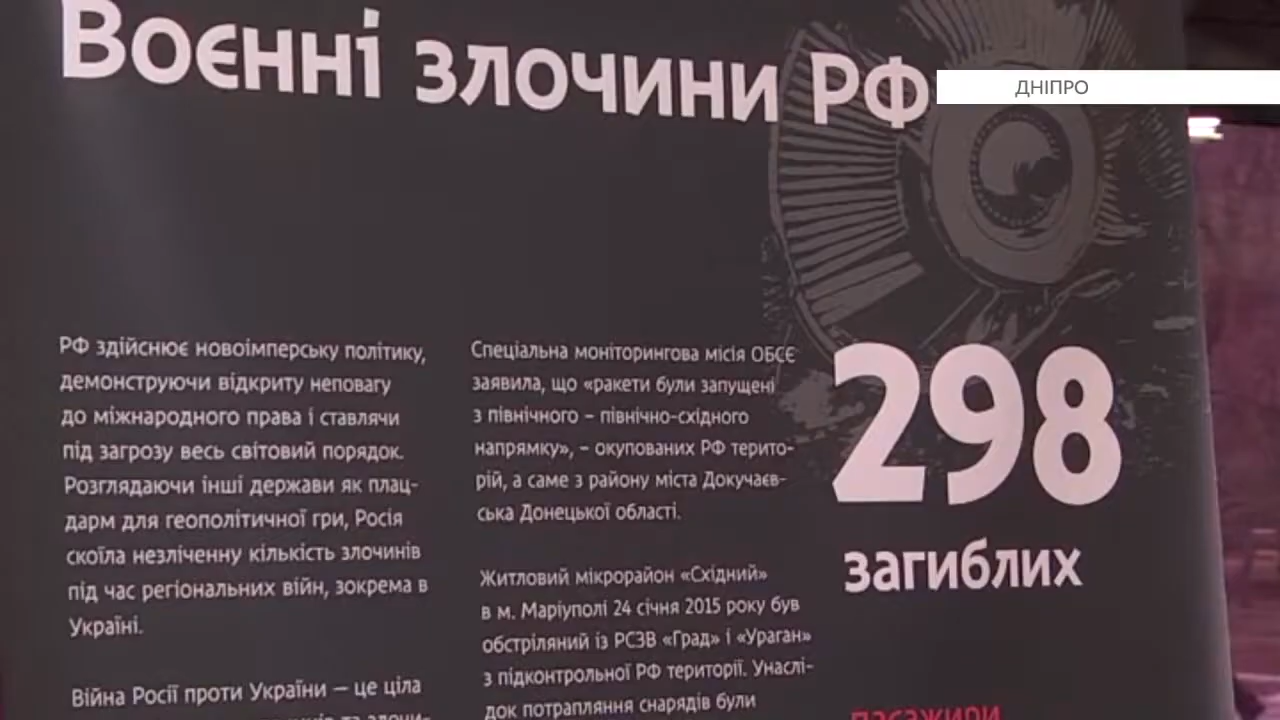 Воєнні злочини РФ
ДНІПРО
РФ здійснює новоімперську політику,
демонструючи відкриту неповагу
до міжнародного права і ставлячи
під загрозу весь світовий порядок.
Розглядаючи інші держави як плац-
дарм для геополітичної гри, Росія
скоїла незліченну кількість злочинів
під час регіональних війн, зокрема в
Україні.
Війна Росії проти України – це ціла
Спеціальна моніторингова місія ОБСЄ
заявила, що «ракети були запущені
з північного – північно-східного
напрямку», – окупованих РФ терито-
рій, а саме з району міста Докучаєв-
ська Донецької області.
Житловий мікрорайон «Східний»
в м. Маріуполі 24 січня 2015 року був
обстріляний із РСЗВ «Град» і «Ураган»
з підконтрольної РФ території. Унаслі-
док потрапляння снарядів були
298
загиблих
пасажири